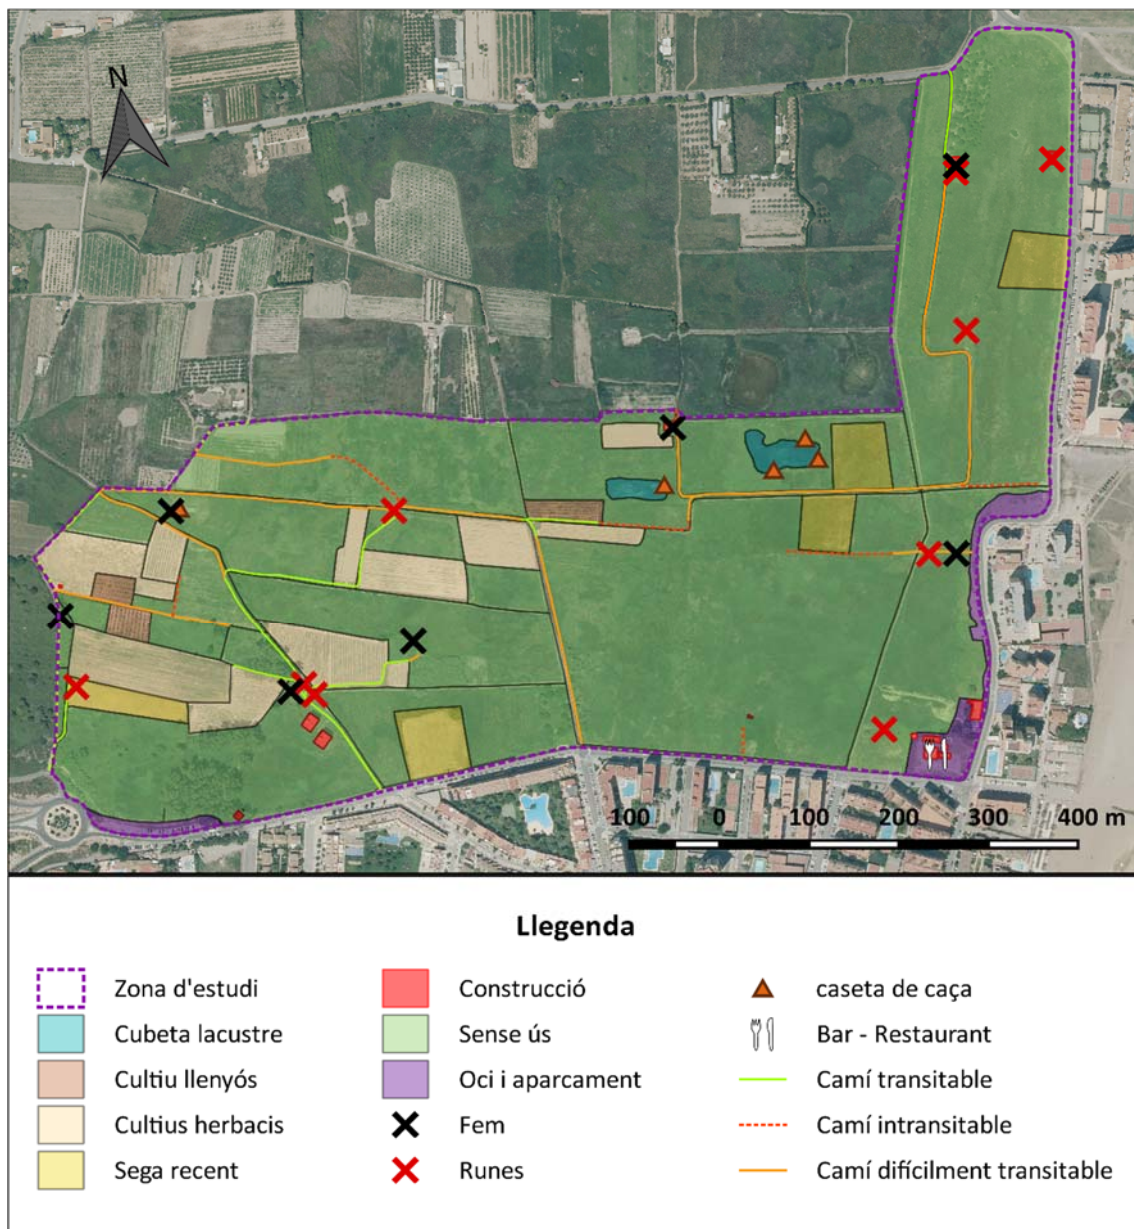 N
100 0 100 200 300 400 m
Llegenda
Zona d'estudi
Cubeta lacustre
Cultiu llenyós
Cultius herbacis
Sega recent
Construcció
Sense ús
Oci i aparcament
Fem
Runes
caseta de caça
Bar - Restaurant
Camí transitable
Camí intransitable
Camí difícilment transitable